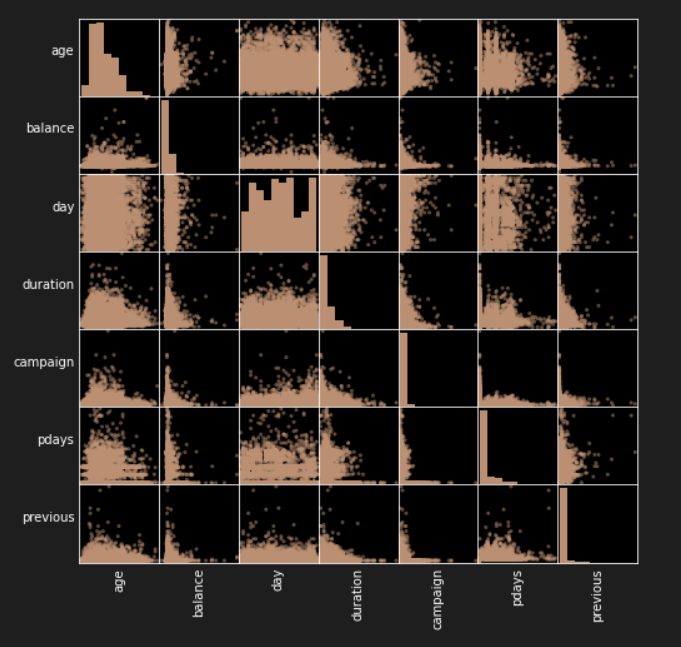 age
balance
day
duration
campaign
pdays
previous
age
balance
day
duration
campaign
pdays
previous